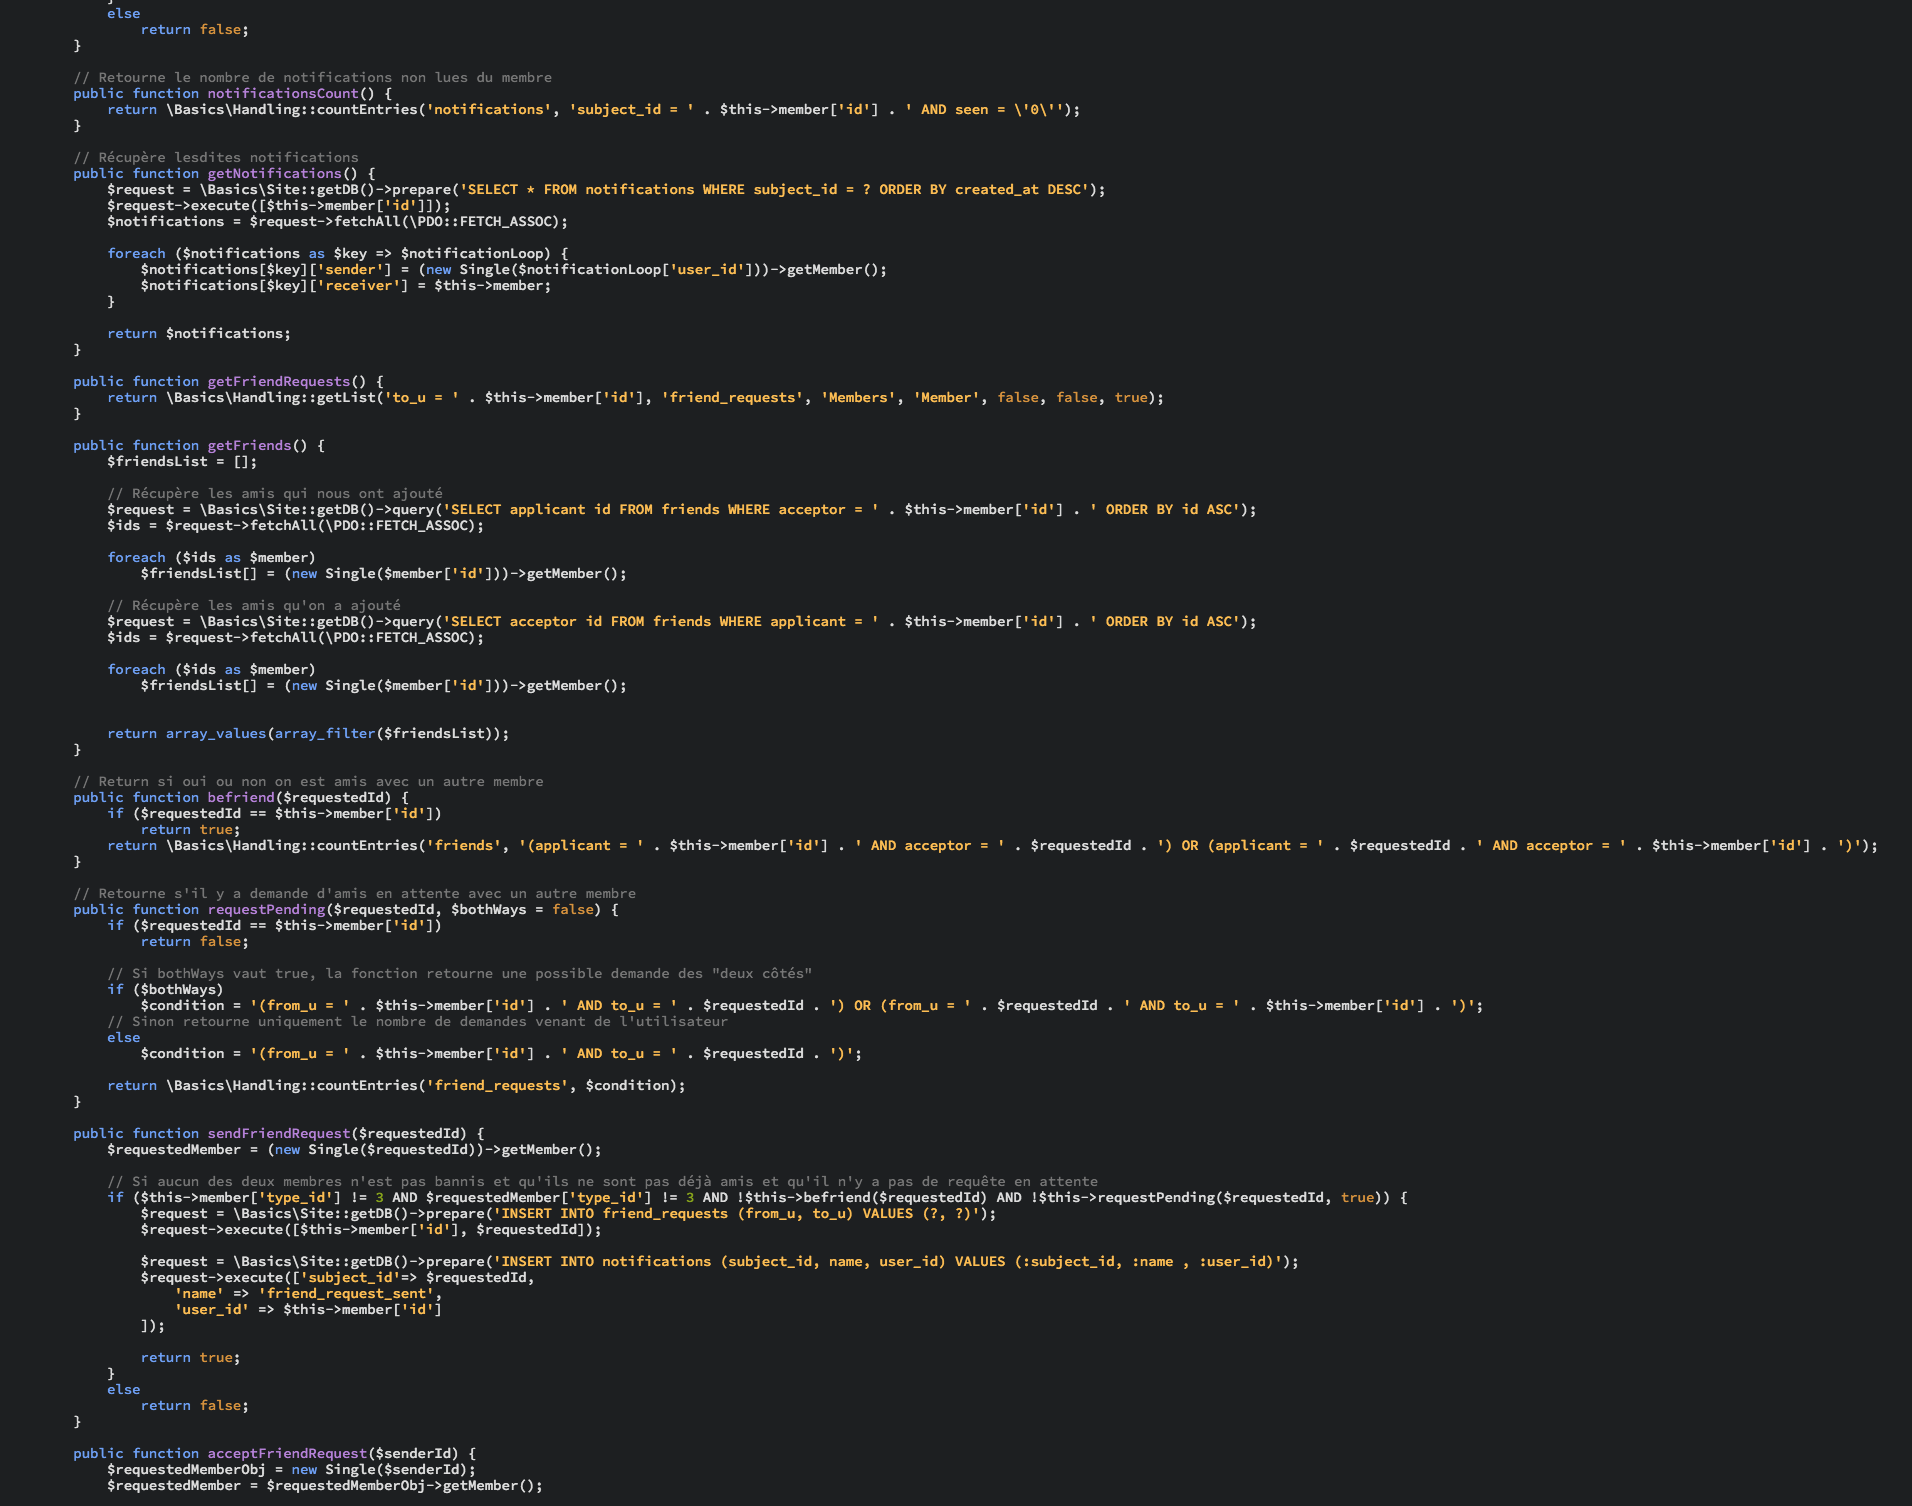 }
else
return false;
}
// Retourne le nombre de notifications non lues du membre
public function notificationsCount() {
return \Basics\Handling::countEntries('notifications', 'subject_id = ' . $this->member['id'] . ' AND seen = \'0\'');
}
// Récupère lesdites notifications
public function getNotifications() {
$request = \Basics\Site::getDB()->prepare('SELECT * FROM notifications WHERE subject_id = ? ORDER BY created_at DESC');
$request->execute([$this->member['id']]);
$notifications = $request->fetchAll(\PDO::FETCH_ASSOC);
foreach ($notifications as $key => $notificationLoop) {
$notifications[$key]['sender'] = (new Single($notificationLoop['user_id']))->getMember();
$notifications[$key]['receiver'] = $this->member;
}
return $notifications;
}
public function getFriendRequests() {
return \Basics\Handling::getList('to_u = ' . $this->member['id'], 'friend_requests', 'Members', 'Member', false, false, true);
}
public function getFriends() {
$friendsList = [];
// Récupère les amis qui nous ont ajouté
$request = \Basics\Site::getDB()->query('SELECT applicant id FROM friends WHERE acceptor = ' . $this->member['id'] . ' ORDER BY id ASC');
$ids = $request->fetchAll(\PDO::FETCH_ASSOC);
foreach ($ids as $member)
$friendsList[] = (new Single($member['id']))->getMember();
// Récupère les amis qu'on a ajouté
$request = \Basics\Site::getDB()->query('SELECT acceptor id FROM friends WHERE applicant = ' . $this->member['id'] . ' ORDER BY id ASC');
$ids = $request->fetchAll(\PDO::FETCH_ASSOC);
foreach ($ids as $member)
$friendsList[] = (new Single($member['id']))->getMember();
return array_values(array_filter($friendsList));
}
// Return si oui ou non on est amis avec un autre membre
public function befriend($requestedId) {
if ($requestedId == $this->member['id'])
return true;
return \Basics\Handling::countEntries('friends', '(applicant = ' . $this->member['id'] . ' AND acceptor = ' . $requestedId . ') OR (applicant = ' . $requestedId . ' AND acceptor = ' . $this->member['id'] . ')');
}
// Retourne s'il y a demande d'amis en attente avec un autre membre
public function requestPending($requestedId, $bothWays = false) {
if ($requestedId == $this->member['id'])
return false;
// Si bothWays vaut true, la fonction retourne une possible demande des "deux côtés"
if ($bothWays)
$condition = '(from_u = ' . $this->member['id'] . ' AND to_u = ' . $requestedId . ') OR (from_u = ' . $requestedId . ' AND to_u = ' . $this->member['id'] . ')';
// Sinon retourne uniquement le nombre de demandes venant de l'utilisateur
else
$condition = '(from_u = ' . $this->member['id'] . ' AND to_u = ' . $requestedId . ')';
return \Basics\Handling::countEntries('friend_requests', $condition);
}
public function sendFriendRequest($requestedId) {
$requestedMember = (new Single($requestedId))->getMember();
// Si aucun des deux membres n'est pas bannis et qu'ils ne sont pas déjà amis et qu'il n'y a pas de requête en attente
if ($this->member['type_id'] != 3 AND $requestedMember['type_id'] != 3 AND !$this->befriend($requestedId) AND !$this->requestPending($requestedId, true)) {
$request = \Basics\Site::getDB()->prepare('INSERT INTO friend_requests (from_u, to_u) VALUES (?, ?)');
$request->execute([$this->member['id'], $requestedId]);
$request = \Basics\Site::getDB()->prepare('INSERT INTO notifications (subject_id, name, user_id) VALUES (:subject_id, :name , :user_id)');
$request->execute(['subject_id'=> $requestedId,
'name' => 'friend_request_sent',
'user_id' => $this->member['id']
]);
return true;
}
else
return false;
}
public function acceptFriendRequest($senderId) {
$requestedMemberObj = new Single($senderId);
$requestedMember = $requestedMemberObj->getMember();